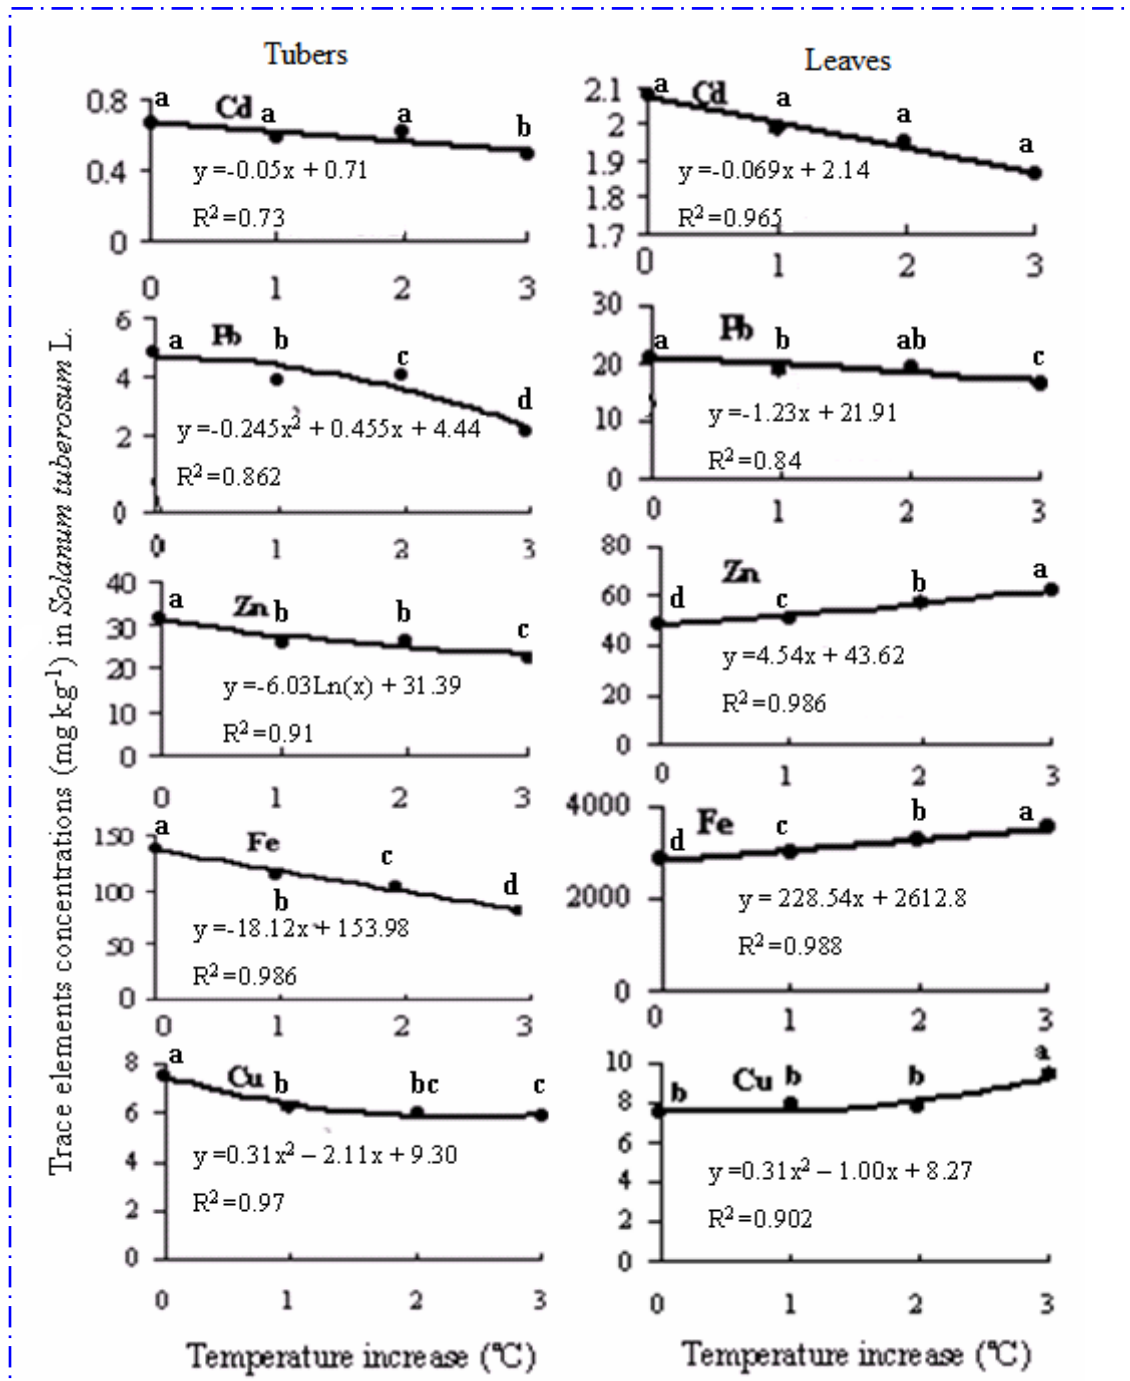 Tubers
Leaves
Trace elements concentrations (mg kg-1) in Solanum tuberosum L.
0.8
0.4
0
a
Cd
a
a
b
y=-0.05x + 0.71
R2=0.73
0 1 2 3
2.1
2
1.9
1.8
1.7
a
Cd
a
a
a
y=-0.069x + 2.14
R2=0.965
0 1 2 3
6
4
2
0
a
Pb
b
c
d
y=-0.245x2 + 0.455x + 4.44
R2=0.862
0 1 2 3
30
20
10
0
a
Pb
b
ab
c
y=-1.23x + 21.91
R2=0.84
0 1 2 3
40
30
20
10
0
a
Zn
b
b
c
y=-6.03Ln(x) + 31.39
R2=0.91
0 1 2 3
80
60
40
20
0
d
Zn
c
b
a
y=4.54x + 43.62
R2=0.986
0 1 2 3
150
100
50
0
a
Fe
b
c
d
y=-18.12x + 153.98
R2=0.986
0 1 2 3
4000
2000
0
d
Fe
c
b
a
y = 228.54x + 2612.8
R2=0.988
0 1 2 3
8
6
4
2
0
a
Cu
b
bc
c
y=0.31x2 – 2.11x + 9.30
R2=0.97
0 1 2 3
Temperature increase (°C)
10
8
6
4
2
0
b
Cu
b
b
a
y=0.31x2 – 1.00x + 8.27
R2=0.902
0 1 2 3
Temperature increase (°C)